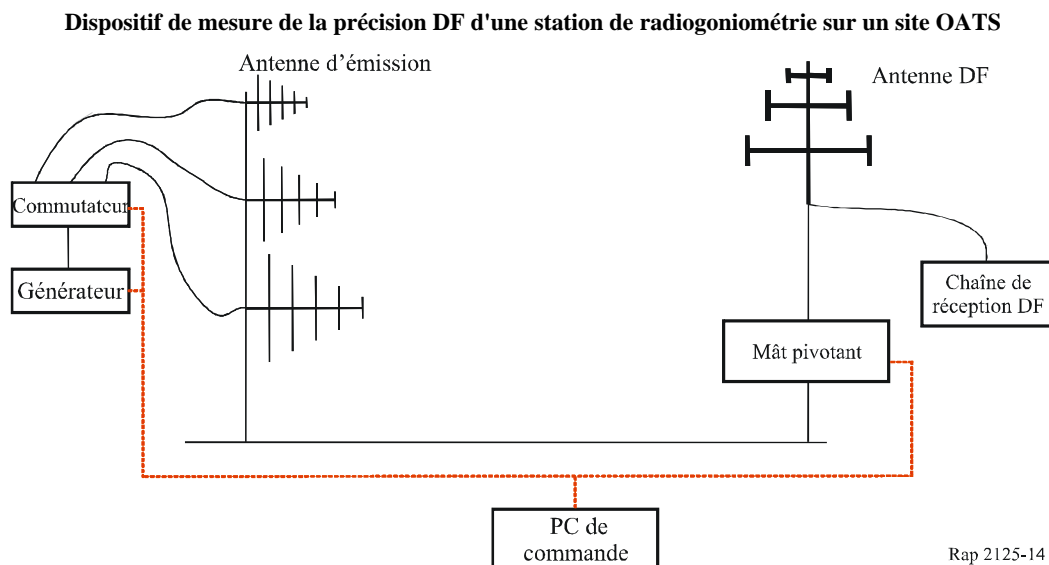 Dispositif de mesure de la précision DF d'une station de radiogoniométrie sur un site OATS
Antenne d'émission
Antenne DF
Commutateur
Générateur
Chaîne de
réception DF
Mât pivotant
PC de
commande
Rap 2125-14